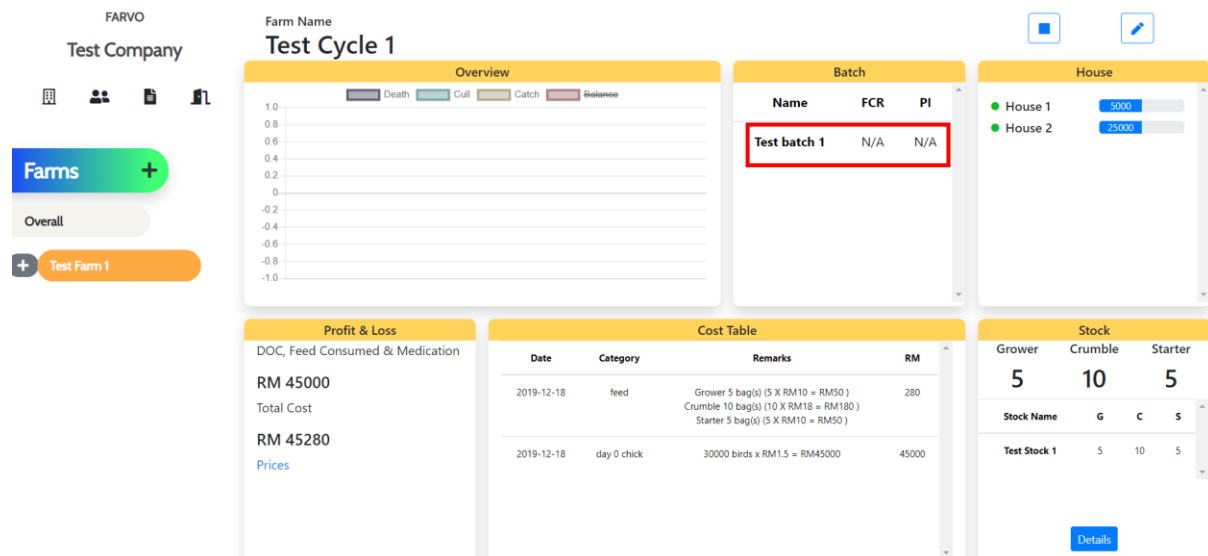 FARVO
Test Company
Farms +
Overall
+ Test Farm 1
Farm Name
Test Cycle 1
Overview
Death Cull Catch Balance
1.0
0.8
0.6
0.4
0.2
0
-0.2
-0.4
-0.6
-0.8
-1.0
Batch
Name FCR PI
Test batch 1 N/A N/A
House
House 1 5000
House 2 25000
Profit & Loss
DOC, Feed Consumed & Medication
RM 45000
Total Cost
RM 45280
Prices
Cost Table
Date Category Remarks RM
2019-12-18 feed Grower 5 bag(s) (5 X RM10 = RM50 ) 280
Crumble 10 bag(s) (10 X RM18 = RM180 )
Starter 5 bag(s) (5 X RM10 = RM50 )
2019-12-18 day 0 chick 30000 birds x RM1.5 = RM45000 45000
Stock
Grower Crumble Starter
5 10 5
Stock Name G C S
Test Stock 1 5 10 5
Details